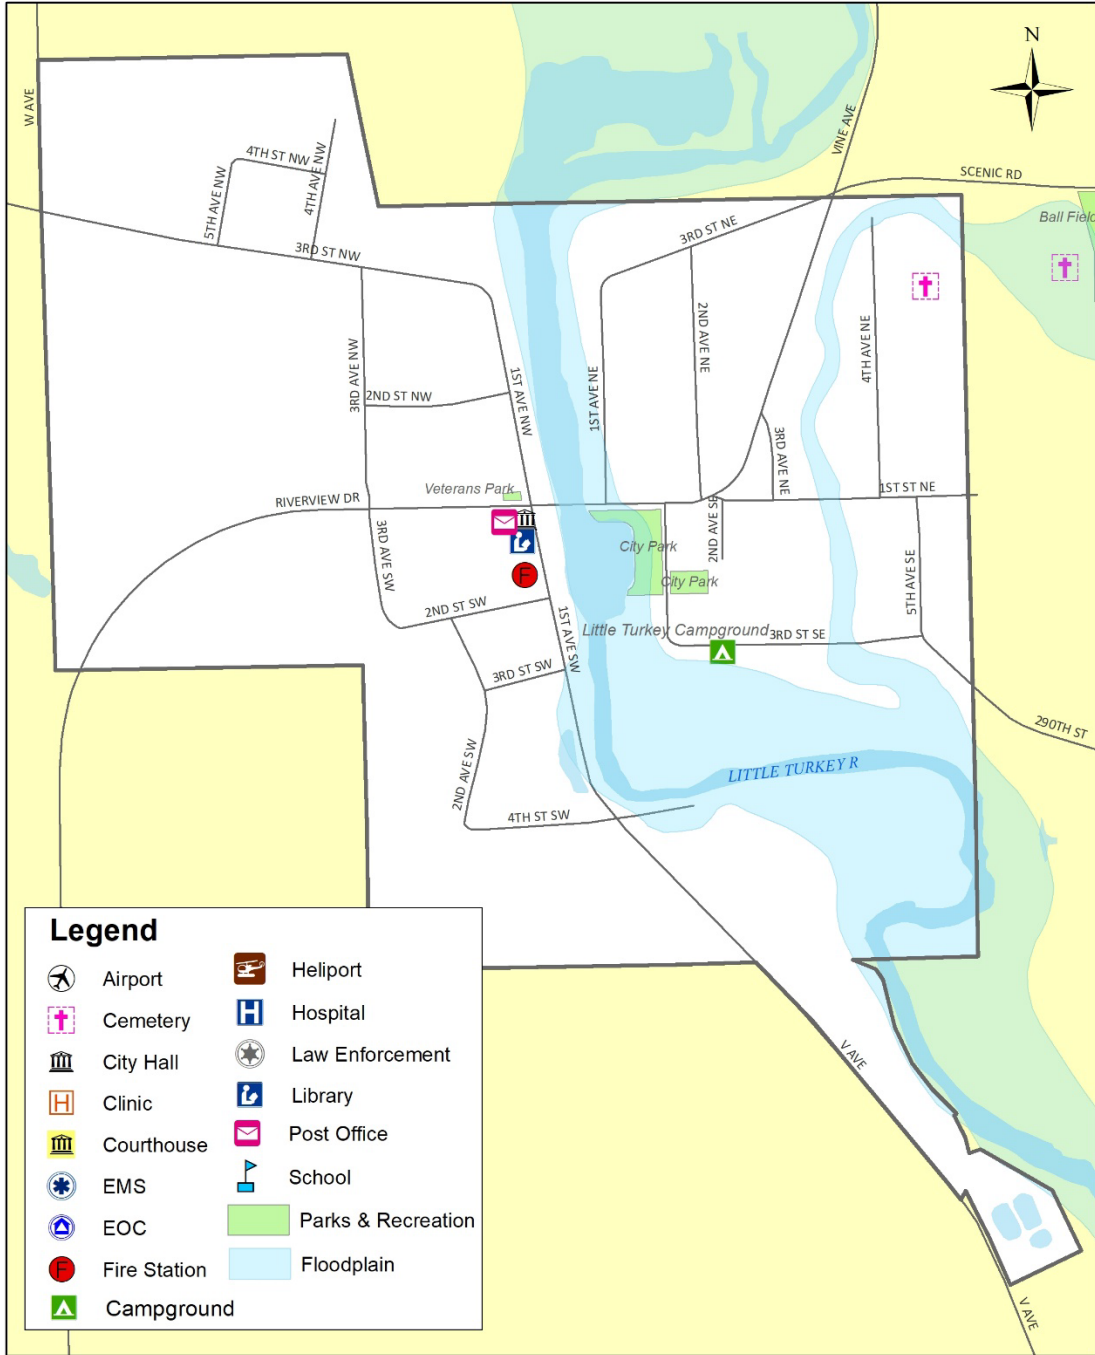 N
W AVE
VINE AVE
SCENIC RD
4TH ST NW
5TH AVE NW
4TH AVE NW
3RD ST NW
3RD ST NE
Ball Field
2ND AVE NE
4TH AVE NE
3RD AVE NW
2ND ST NW
1ST AVE NW
1ST AVE NE
3RD AVE NE
1ST ST NE
Veterans Park
RIVERVIEW DR
3RD AVE SW
City Park
2ND AVE SE
City Park
5TH AVE SE
F
2ND ST SW
1ST AVE SW
Little Turkey Campground
3RD ST SE
3RD ST SW
290TH ST
2ND AVE SW
LITTLE TURKEY R
4TH ST SW
V AVE
V AVE
Legend
Airport
Cemetery
City Hall
H Clinic
Courthouse
EMS
EOC
F Fire Station
Campground
Heliport
H Hospital
Law Enforcement
Library
Post Office
School
Parks & Recreation
Floodplain